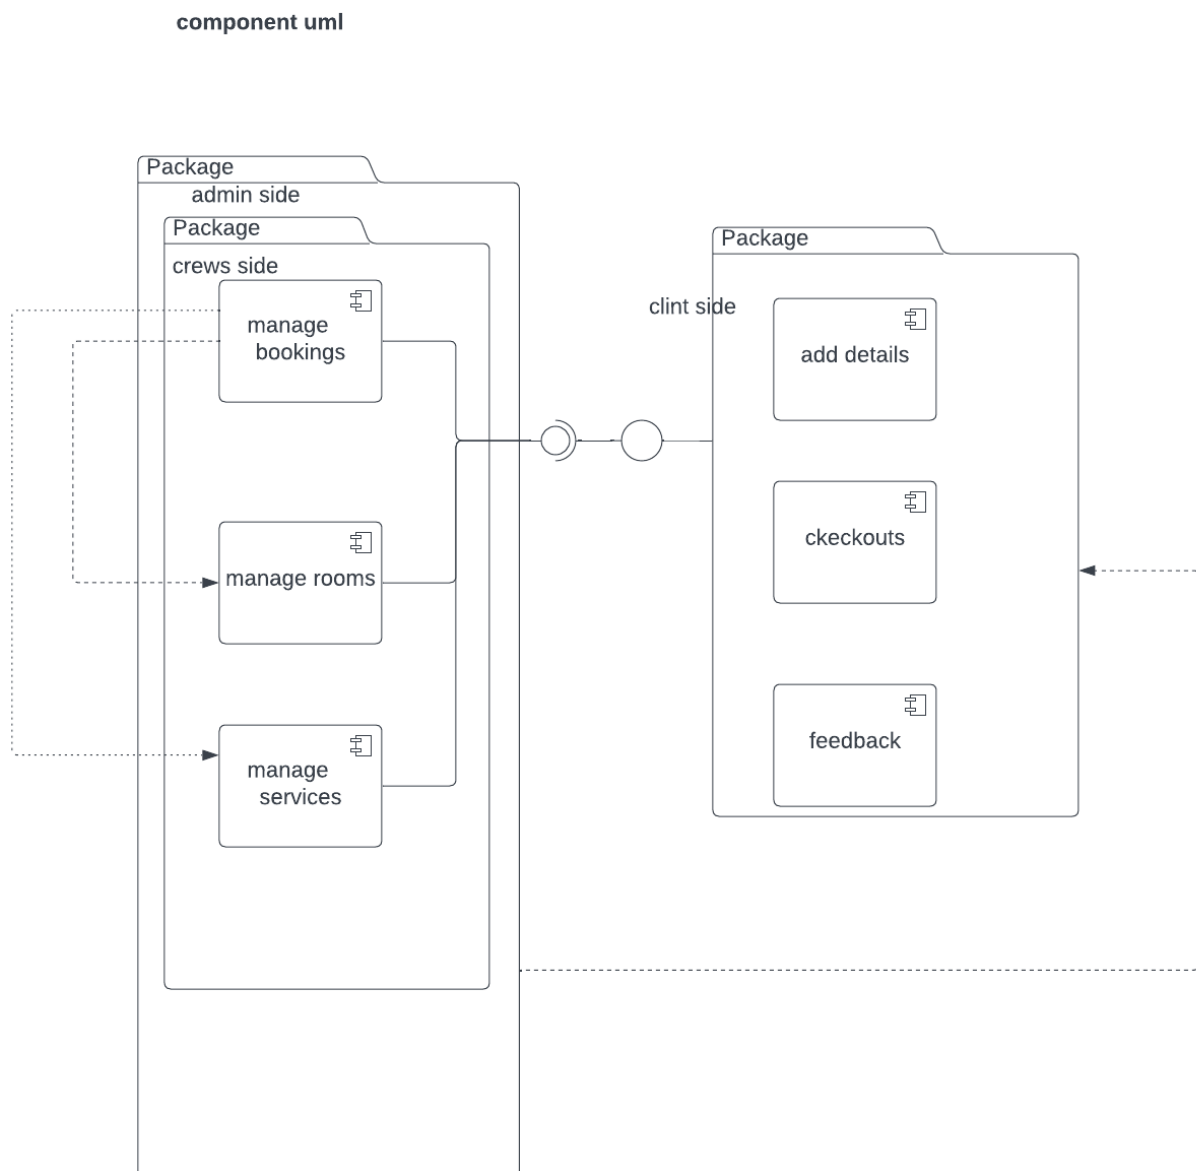 component uml
Package
admin side
Package
crews side
manage
bookings
manage rooms
manage
services
Package
clint side
add details
ckeckouts
feedback